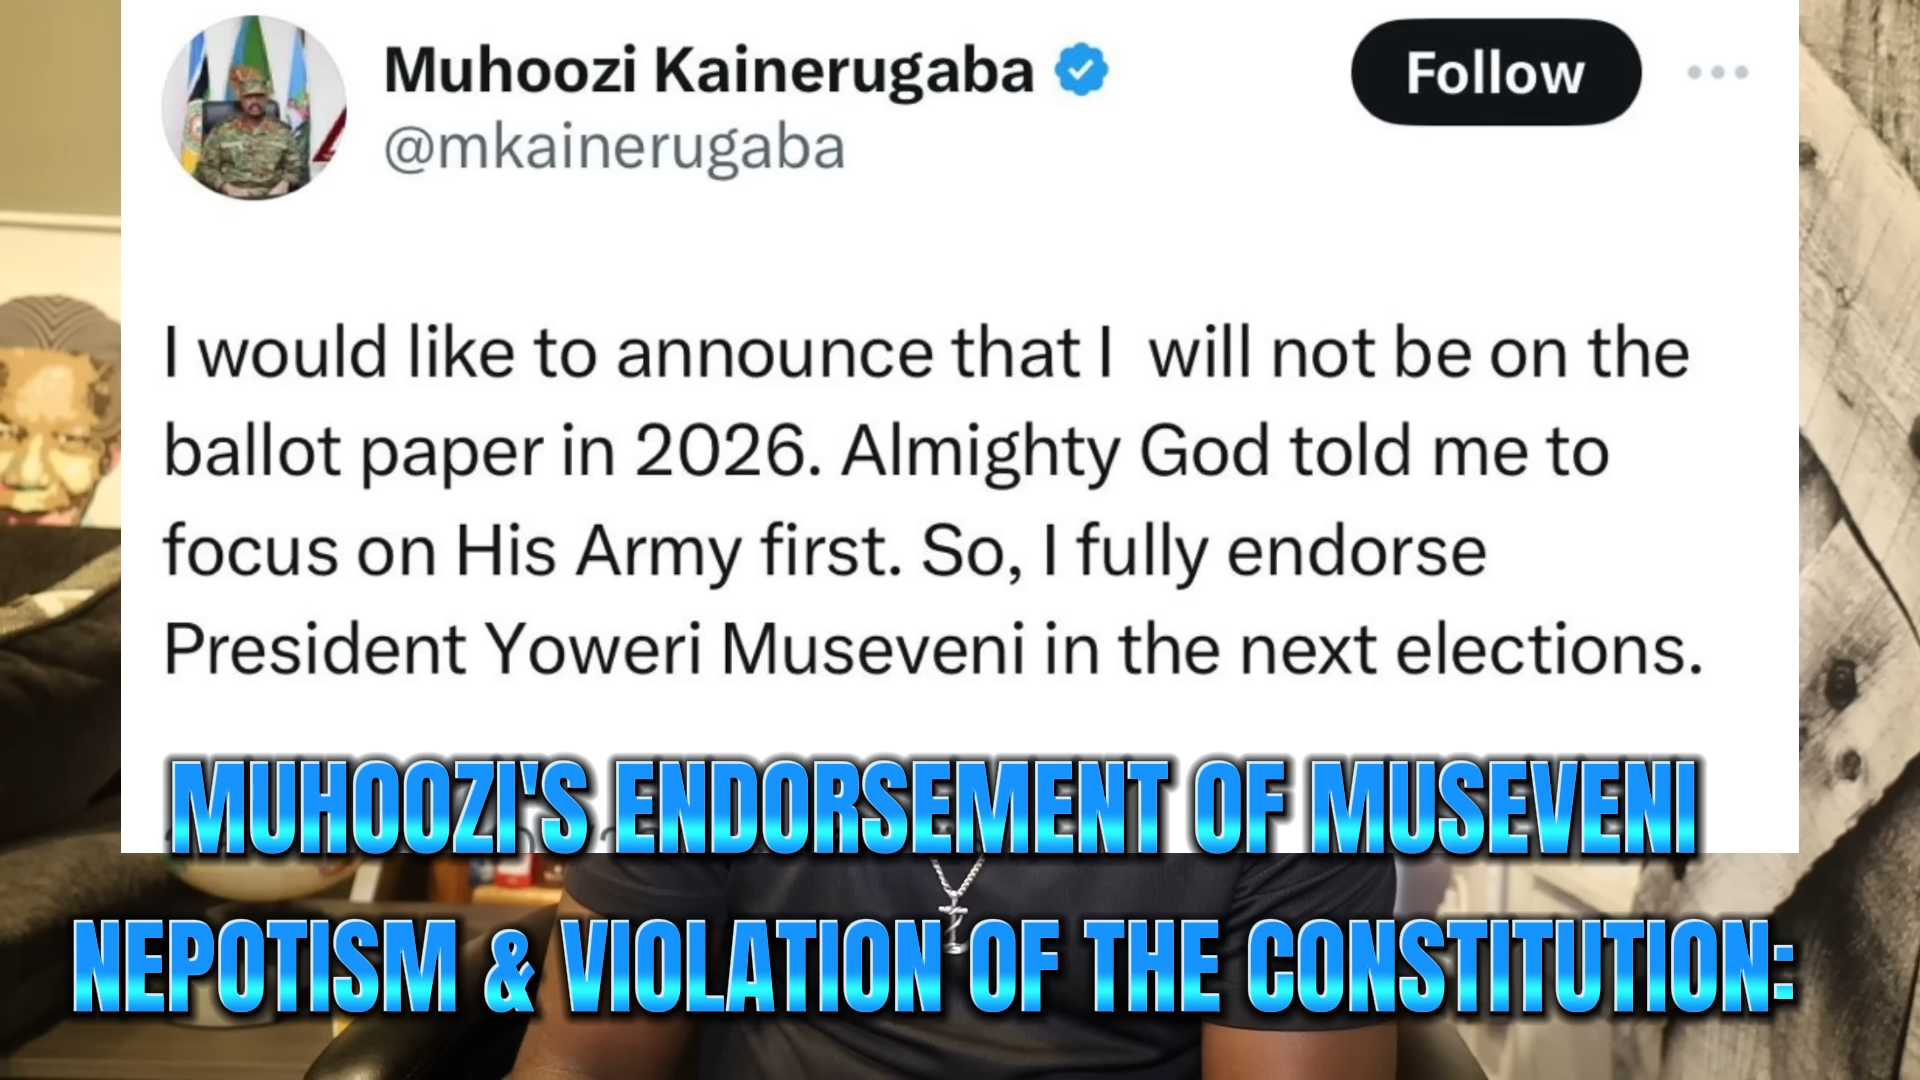 Muhoozi Kainerugaba
Follow
@mkainerugaba
I would like to announce that I will not be on the
ballot paper in 2026. Almighty God told me to
focus on His Army first. So, I fully endorse
President Yoweri Museveni in the next elections.
MUHOOZI'S ENDORSEMENT OF MUSEVENI
NEPOTISM & VIOLATION OF THE CONSTITUTION: